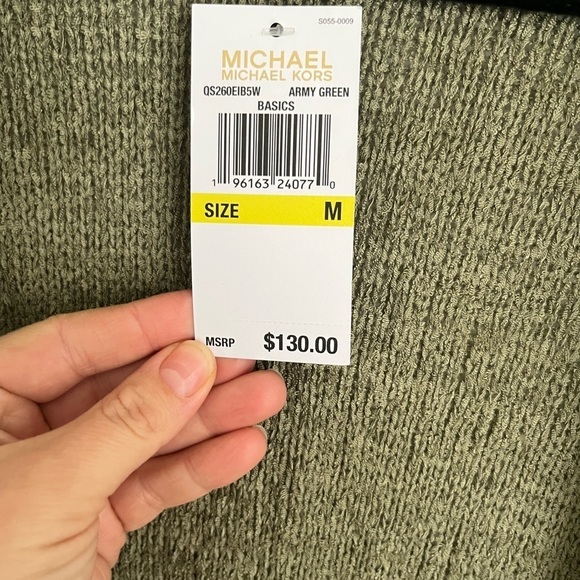 S055-0009
MICHAEL
MICHAEL KORS
QS260EIB5W ARMY GREEN
BASICS
1 96163 24077 0
SIZE M
MSRP $130.00